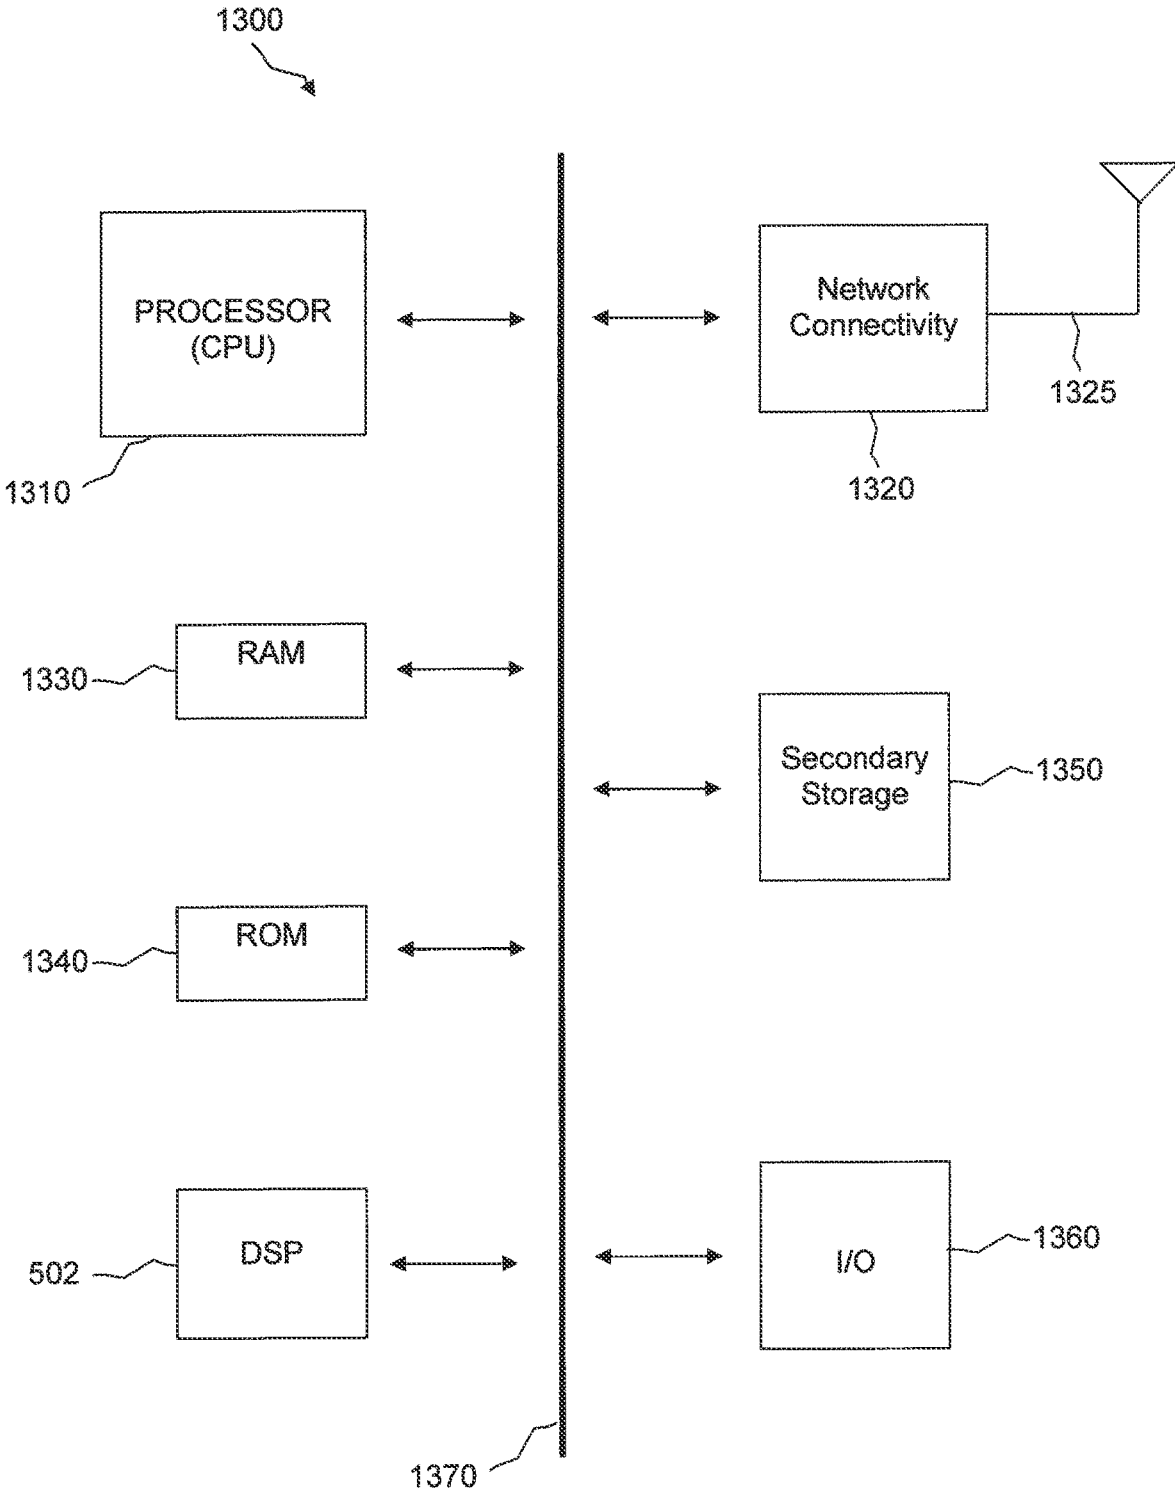 1300
PROCESSOR
(CPU)
1310
Network
Connectivity
1325
1320
RAM
1330
Secondary
Storage
1350
ROM
1340
DSP
502
I/O
1360
1370